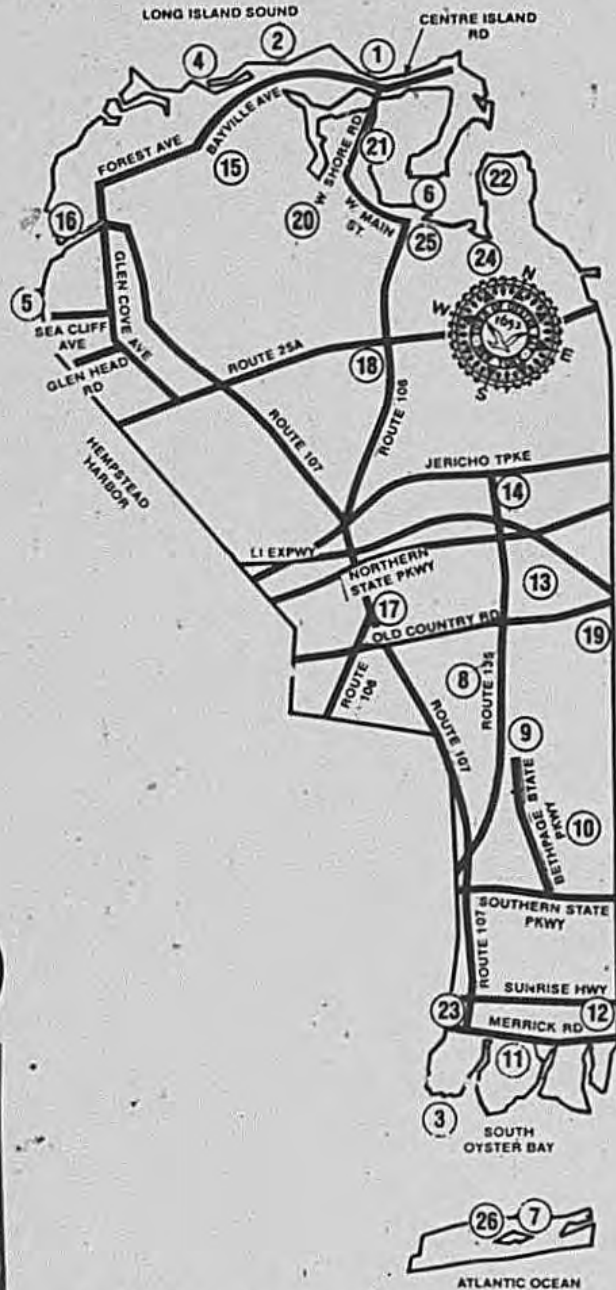 LONG ISLAND SOUND
CENTRE ISLAND
RD
4
2
1
FOREST AVE
BAYVILLE AVE
15
W. SHORE RD
21
6
22
16
20
W. MAIN
ST.
25
24
5
GLEN COVE AVE
SEA CLIFF
AVE
GLEN HEAD
RD
N
W
E
S
1653
ROUTE 25A
18
ROUTE 106
HEMPSTEAD
HARBOR
ROUTE 107
JERICHO TPKE
14
LI EXPWY
NORTHERN
STATE PKWY
13
17
OLD COUNTRY RD
19
ROUTE
106
8
ROUTE 135
ROUTE 107
9
BETHPAGE STATE
PKWY
10
SOUTHERN STATE
PKWY
ROUTE 107
SUNRISE HWY
23
12
MERRICK RD
11
3
SOUTH
OYSTER BAY
26
7
ATLANTIC OCEAN